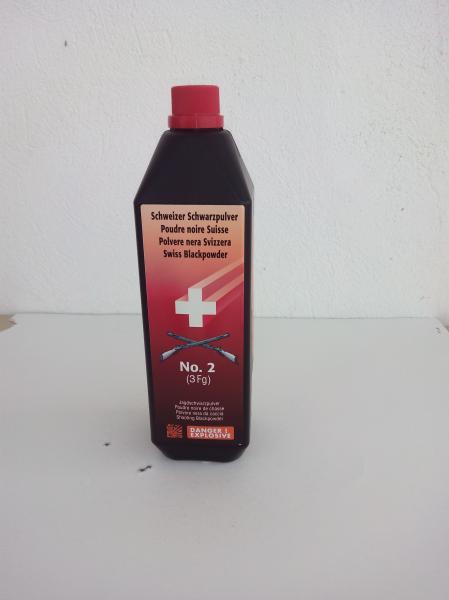 Schweizer Schwarzpulver
Poudre noire Suisse
Polvere nera Svizzera
Swiss Blackpowder
No. 2
(3Fg)
Jagdschwarzpulver
Poudre noire de chasse
Polvere nera da caccia
Shooting Blackpowder
DANGER !
EXPLOSIVE